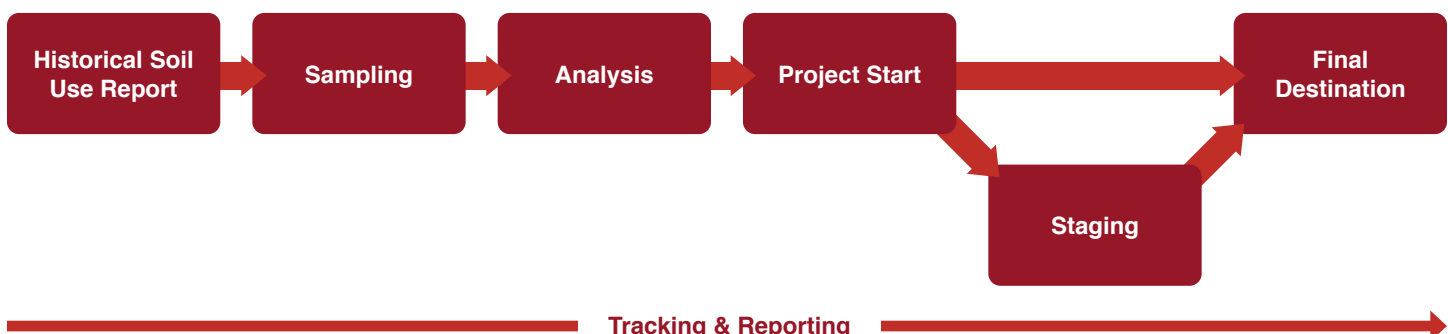 Historical Soil
Use Report
Sampling
Analysis
Project Start
Final
Destination
Staging
Tracking & Reporting